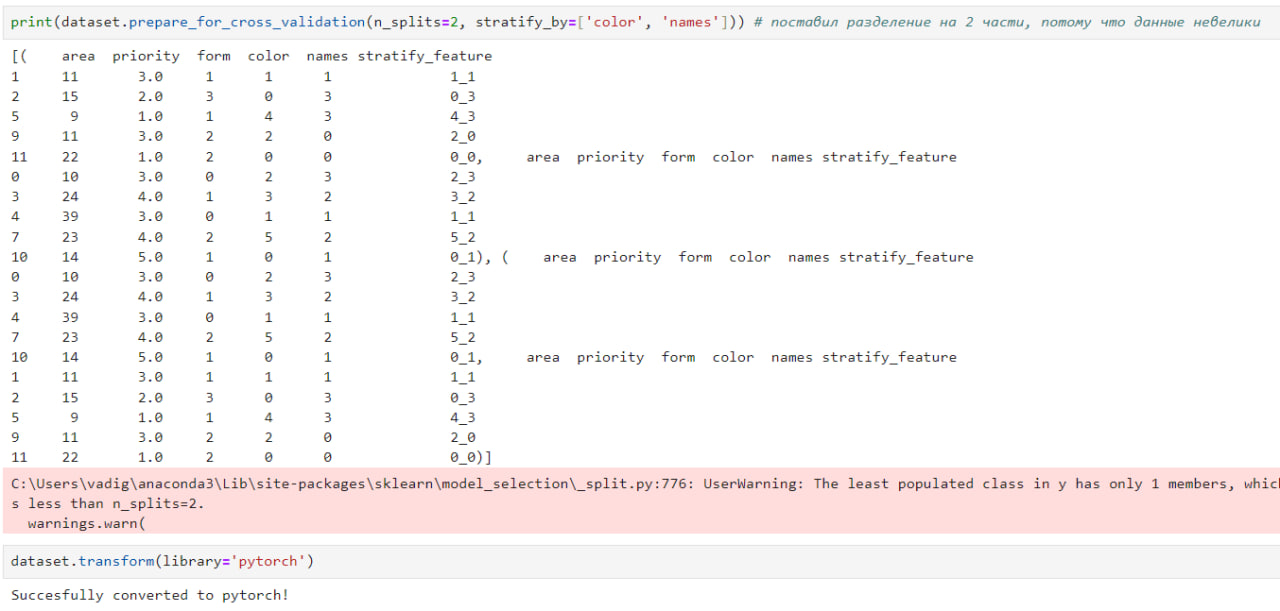 print(dataset.prepare_for_cross_validation(n_splits=2, stratify_by=['color', 'names'])) # поставил разделение на 2 части, потому что данные невелики
[(    area  priority  form  color  names stratify_feature
1     11       3.0     1      1      1              1_1
2     15       2.0     3      0      3              0_3
5      9       1.0     1      4      3              4_3
9     11       3.0     2      2      0              2_0
11    22       1.0     2      0      0              0_0,     area  priority  form  color  names stratify_feature
0     10       3.0     0      2      3              2_3
3     24       4.0     1      3      2              3_2
4     39       3.0     0      1      1              1_1
7     23       4.0     2      5      2              5_2
10    14       5.0     1      0      1              0_1), (    area  priority  form  color  names stratify_feature
0     10       3.0     0      2      3              2_3
3     24       4.0     1      3      2              3_2
4     39       3.0     0      1      1              1_1
7     23       4.0     2      5      2              5_2
10    14       5.0     1      0      1              0_1,     area  priority  form  color  names stratify_feature
1     11       3.0     1      1      1              1_1
2     15       2.0     3      0      3              0_3
5      9       1.0     1      4      3              4_3
9     11       3.0     2      2      0              2_0
11    22       1.0     2      0      0              0_0)]
C:\Users\vadig\anaconda3\Lib\site-packages\sklearn\model_selection\_split.py:776: UserWarning: The least populated class in y has only 1 members, whic
s less than n_splits=2.
  warnings.warn(
dataset.transform(library='pytorch')
Succesfully converted to pytorch!